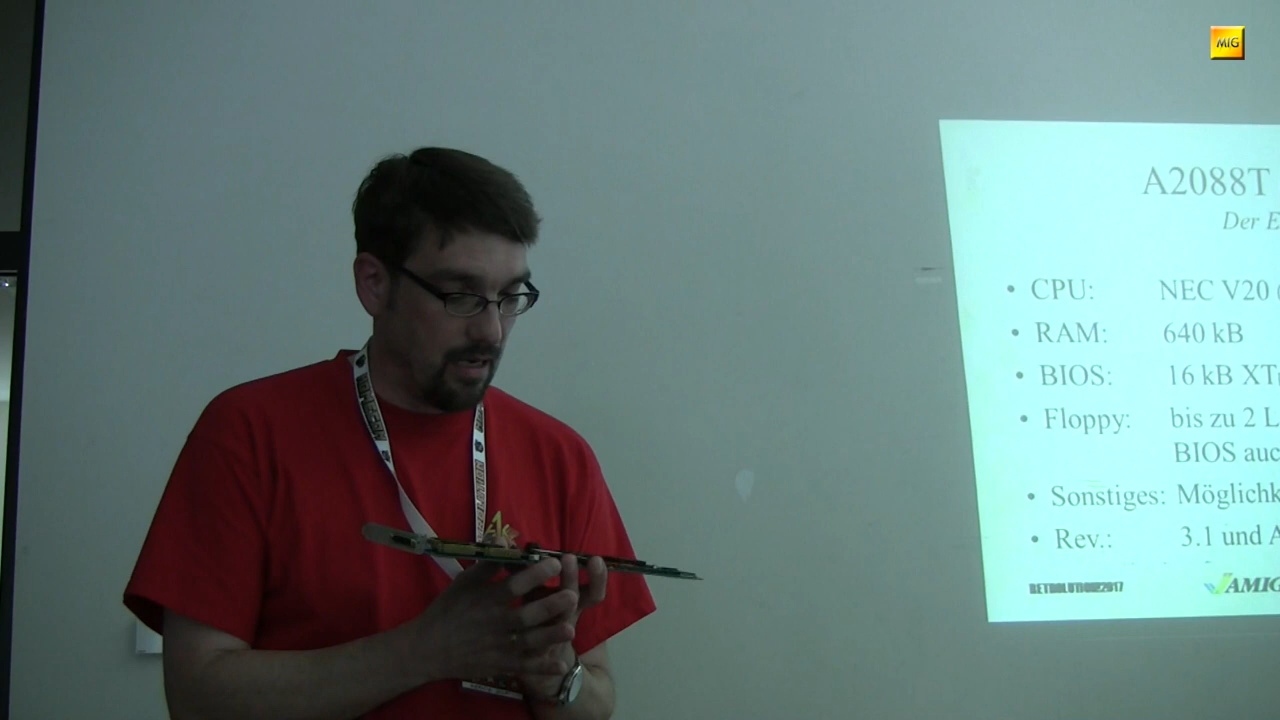 MiG
A2088T
Der E
• CPU: NEC V20 (
• RAM: 640 kB
• BIOS: 16 kB XT
• Floppy: bis zu 2 L
BIOS auc
• Sonstiges: Möglichk
• Rev.: 3.1 und A
RETROLUTION2017
AMIG